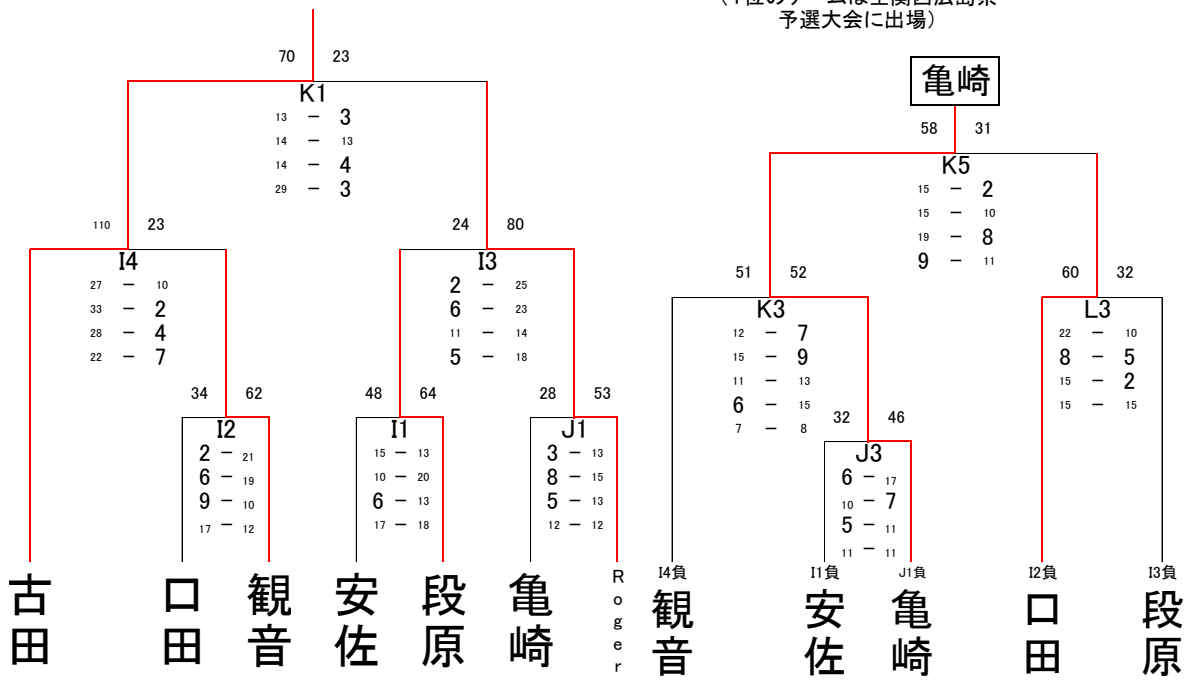 予選大会に出場）
70 23
K1
13 － 3
14 － 13
14 － 4
29 － 3
亀崎
58 31
K5
15 － 2
15 － 10
19 － 8
9 － 11
110 23
I4
27 － 10
33 － 2
28 － 4
22 － 7
24 80
I3
2 － 25
6 － 23
11 － 14
5 － 18
51 52
K3
12 － 7
15 － 9
11 － 13
6 － 15
7 － 8
60 32
L3
22 － 10
8 － 5
15 － 2
15 － 15
34 62
I2
2 － 21
6 － 19
9 － 10
17 － 12
48 64
I1
15 － 13
10 － 20
6 － 13
17 － 18
28 53
J1
3 － 13
8 － 15
5 － 13
12 － 12
32 46
J3
6 － 17
10 － 7
5 － 11
11 － 11
古田
口田
観音
安佐
段原
亀崎
Roger
I4負
観音
I1負
安佐
J1負
亀崎
I2負
口田
I3負
段原